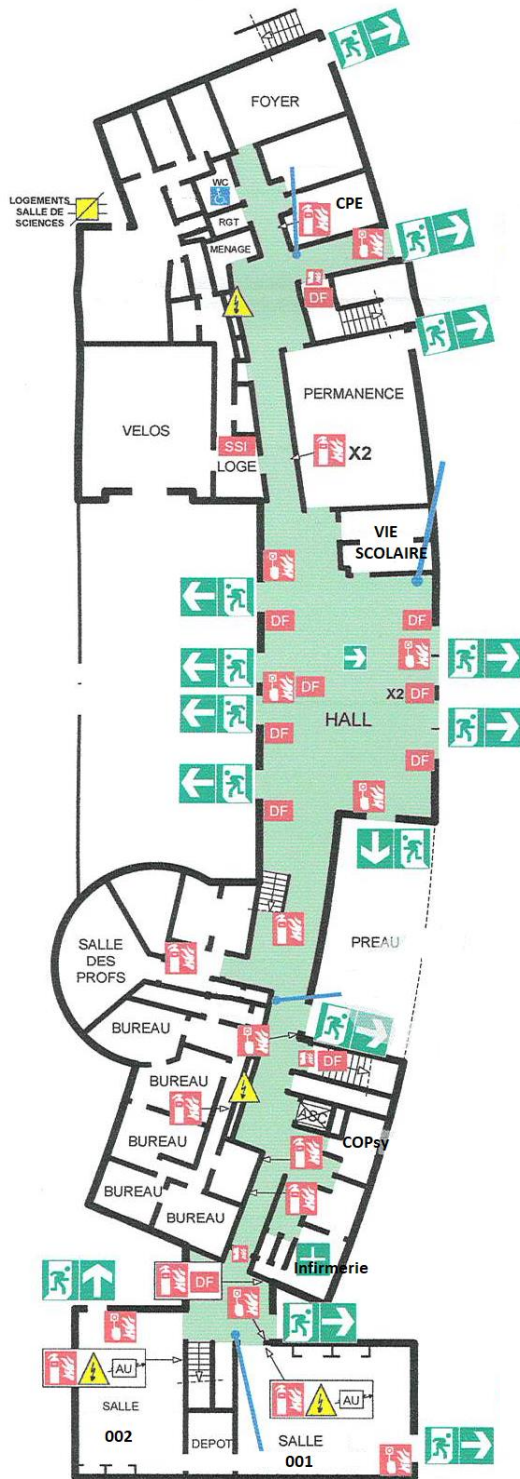 FOYER
WC
CPE
LOGEMENTS
SALLE DE
SCIENCES
RGT
MENAGE
DF
PERMANENCE
VELOS
SSI
LOGE
X2
VIE
SCOLAIRE
DF
DF
DF
X2
DF
HALL
DF
DF
DF
SALLE
DES
PROFS
PREAU
BUREAU
DF
BUREAU
ASC
COPsy
BUREAU
BUREAU
BUREAU
Infirmerie
DF
AU
AU
SALLE
002
DEPOT
SALLE
001